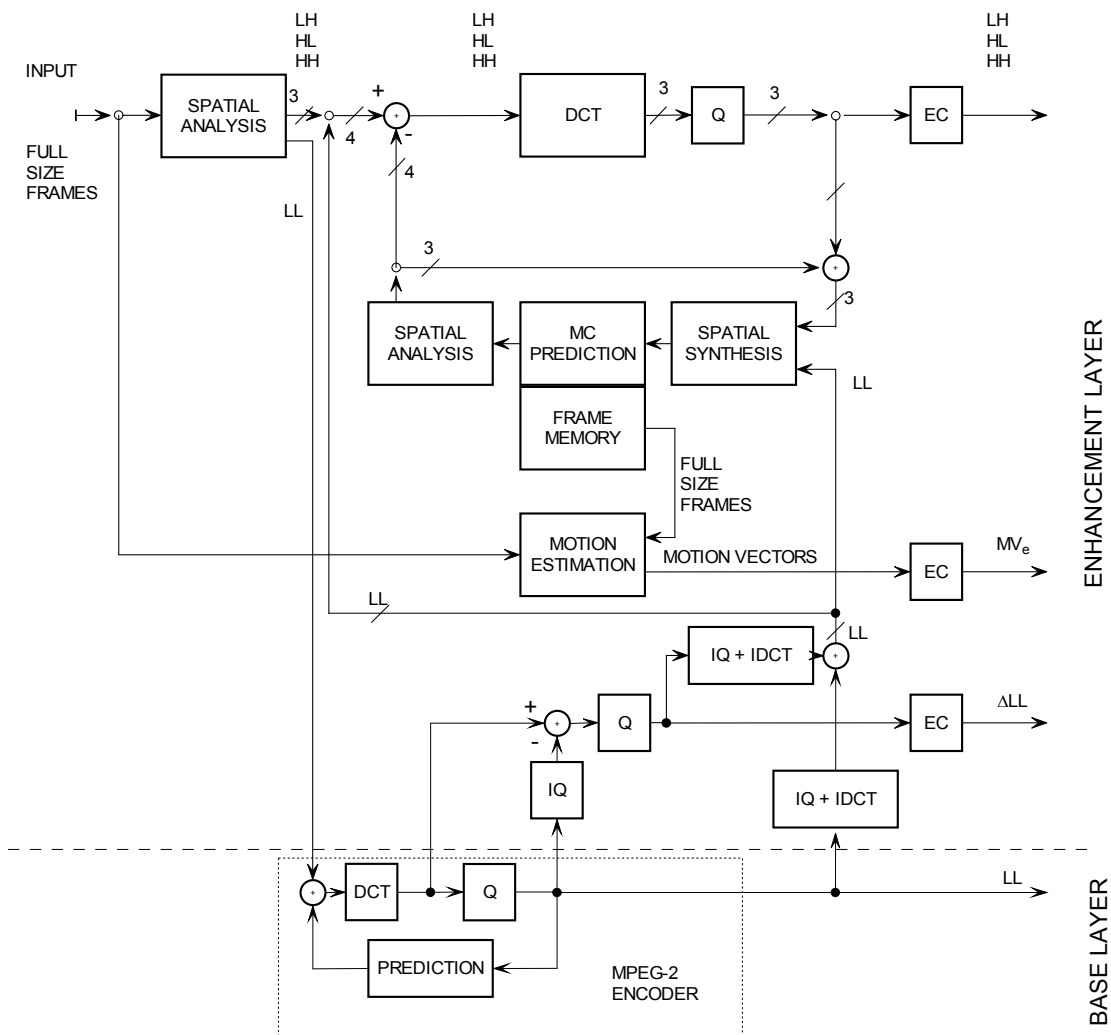 LH
HL
HH
LH
HL
HH
LH
HL
HH
INPUT
SPATIAL
ANALYSIS
3
4
+
+
-
DCT
3
Q
3
EC
FULL
SIZE
FRAMES
LL
4
3
+
3
SPATIAL
ANALYSIS
MC
PREDICTION
SPATIAL
SYNTHESIS
LL
FRAME
MEMORY
FULL
SIZE
FRAMES
MOTION
ESTIMATION
MOTION VECTORS
EC
MVe
LL
LL
IQ + IDCT
+
+
+
-
Q
EC
ΔLL
IQ
IQ + IDCT
ENHANCEMENT LAYER
+
DCT
Q
LL
PREDICTION
MPEG-2
ENCODER
BASE LAYER